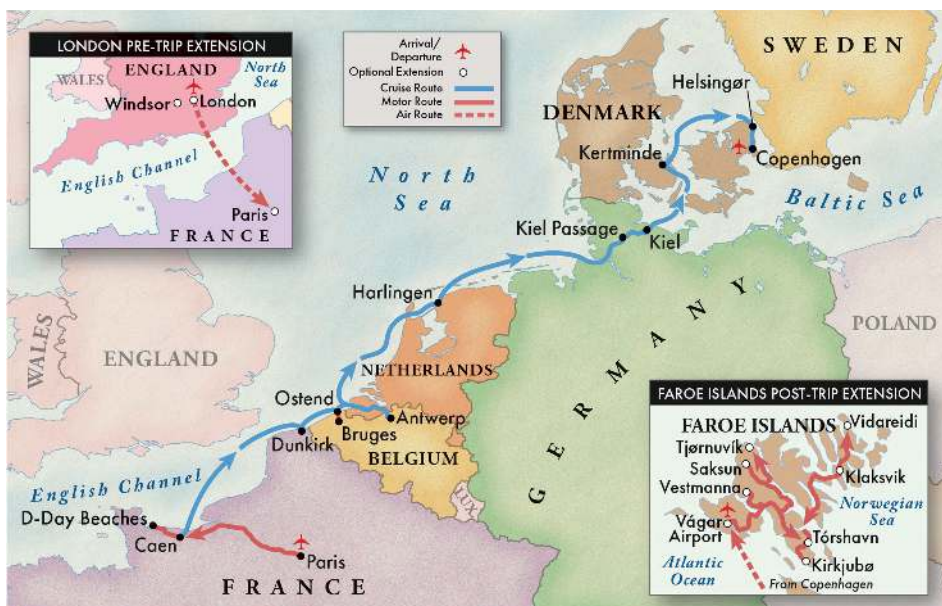 LONDON PRE-TRIP EXTENSION
WALES
ENGLAND
North
Sea
Windsor
London
English Channel
Paris
FRANCE
Arrival/
Departure
Optional Extension
Cruise Route
Motor Route
Air Route
SWEDEN
Helsingør
DENMARK
Kertminde
Copenhagen
North
Sea
Baltic Sea
Kiel Passage
Kiel
Harlingen
WALES
ENGLAND
NETHERLANDS
GERMANY
POLAND
Ostend
Antwerp
Bruges
Dunkirk
BELGIUM
LUX.
English Channel
D-Day Beaches
Caen
Paris
FRANCE
FAROE ISLANDS POST-TRIP EXTENSION
FAROE ISLANDS
Vidareidi
Tjørnuvík
Saksun
Klaksvik
Vestmanna
Norwegian
Sea
Vágar
Airport
Tórshavn
Kirkjubø
Atlantic
Ocean
From Copenhagen